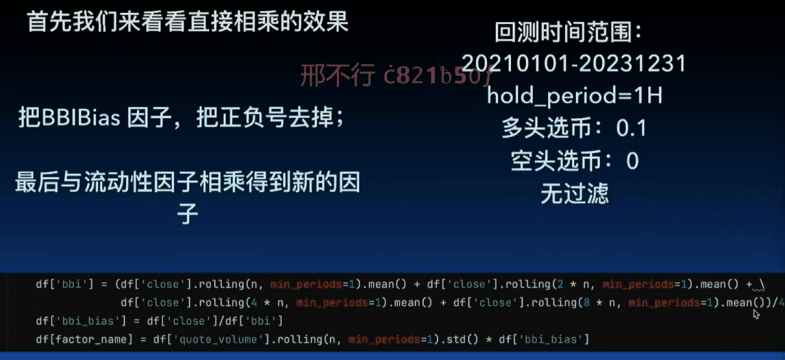 首先我们来看看直接相乘的效果
回测时间范围：
20210101-20231231
hold_period=1H
多头选币：0.1
空头选币：0
无过滤
把BBIBias 因子，把正负号去掉；
最后与流动性因子相乘得到新的因
子
df['bbi'] = (df['close'].rolling(n, min_periods=1).mean() + df['close'].rolling(2 * n, min_periods=1).mean() + \
df['close'].rolling(4 * n, min_periods=1).mean() + df['close'].rolling(8 * n, min_periods=1).mean())/4
df['bbi_bias'] = df['close']/df['bbi']
df[factor_name] = df['quote_volume'].rolling(n, min_periods=1).std() * df['bbi_bias']